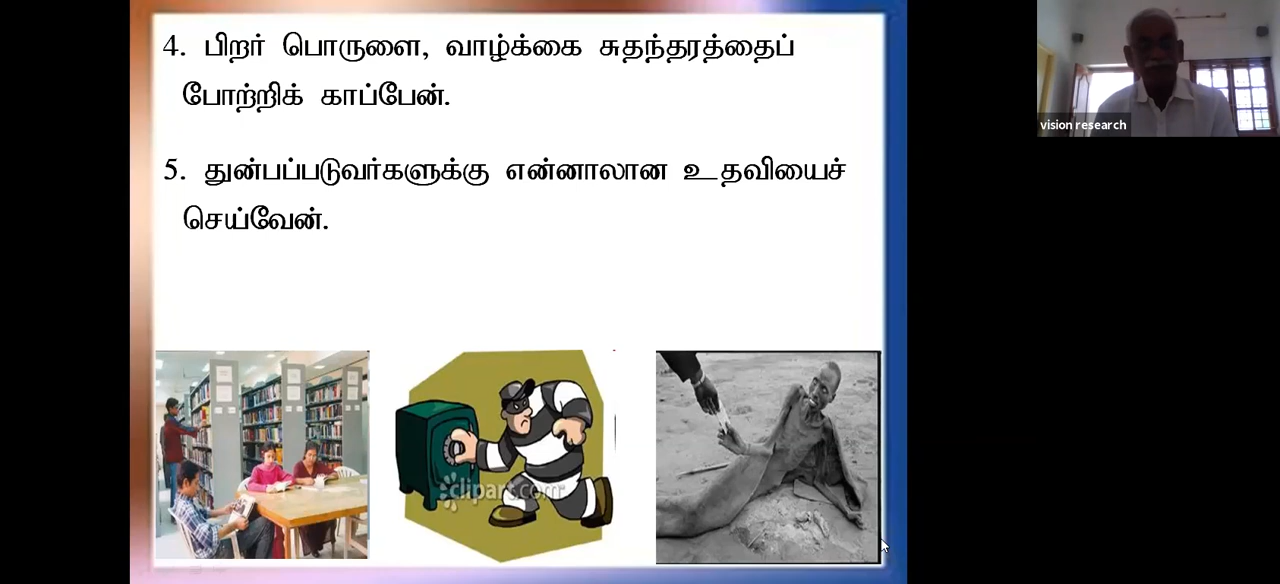 4. பிறர் பொருளை, வாழ்க்கை சுதந்தரத்தைப்
போற்றிக் காப்பேன்.
5. துன்பப்படுவர்களுக்கு என்னாலான உதவியைச்
செய்வேன்.
clipart.com
vision research